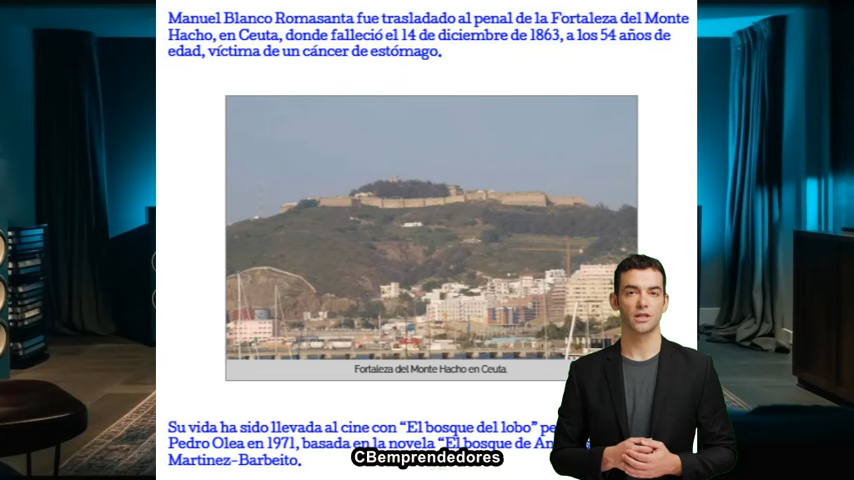 Manuel Blanco Romasanta fue trasladado al penal de la Fortaleza del Monte
Hacho, en Ceuta, donde falleció el 14 de diciembre de 1863, a los 54 años de
edad, víctima de un cáncer de estómago.
Fortaleza del Monte Hacho en Ceuta.
Su vida ha sido llevada al cine con “El bosque del lobo”
Pedro Olea en 1971, basada en la novela “El bosque de
Martinez-Barbeito.
CBemprendedores